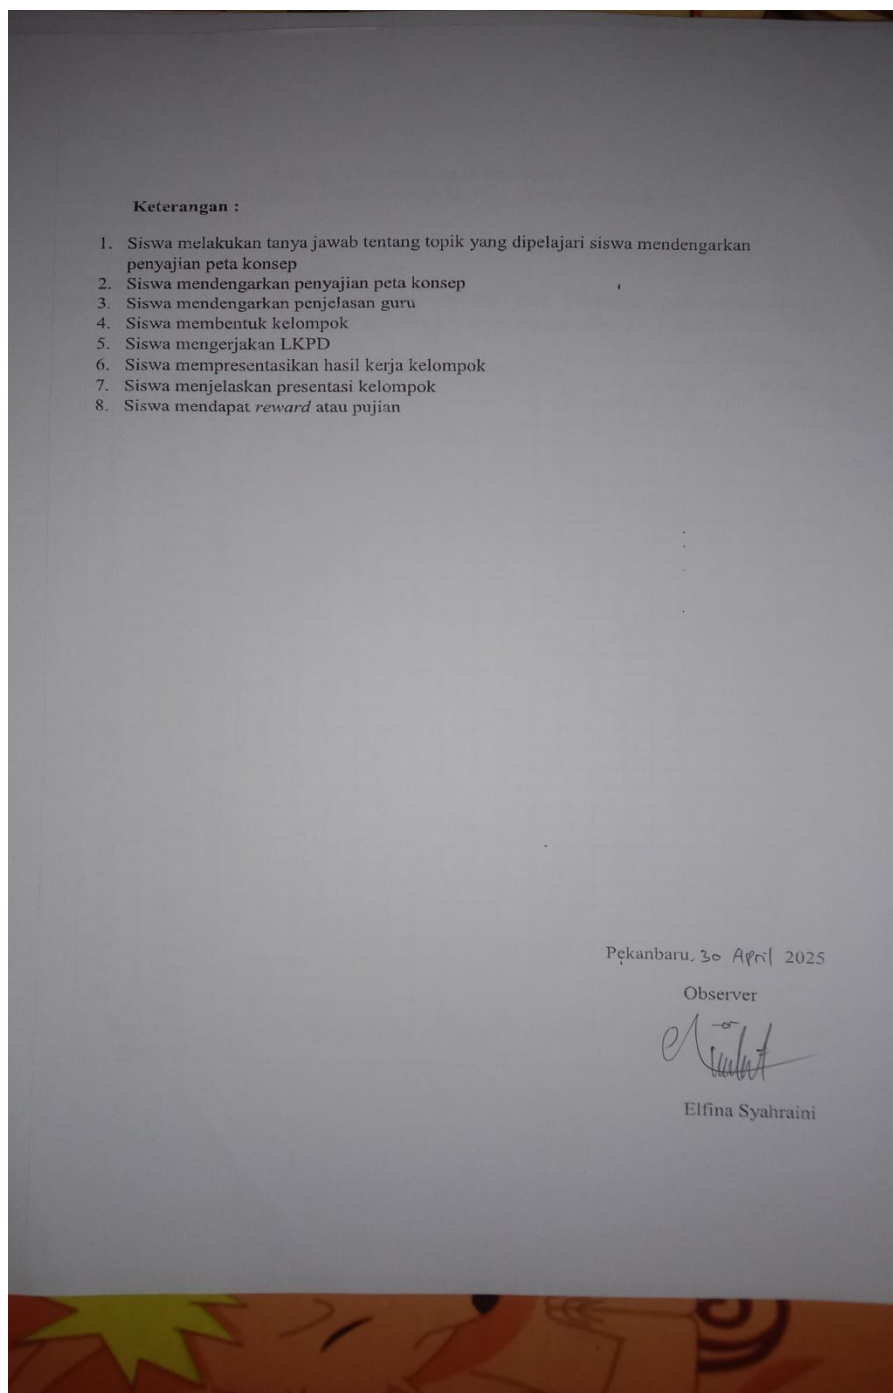 Keterangan :
1. Siswa melakukan tanya jawab tentang topik yang dipelajari siswa mendengarkan
penyajian peta konsep
2. Siswa mendengarkan penyajian peta konsep
3. Siswa mendengarkan penjelasan guru
4. Siswa membentuk kelompok
5. Siswa mengerjakan LKPD
6. Siswa mempresentasikan hasil kerja kelompok
7. Siswa menjelaskan presentasi kelompok
8. Siswa mendapat reward atau pujian
Pekanbaru, 30 April 2025
Observer
Elfina Syahraini